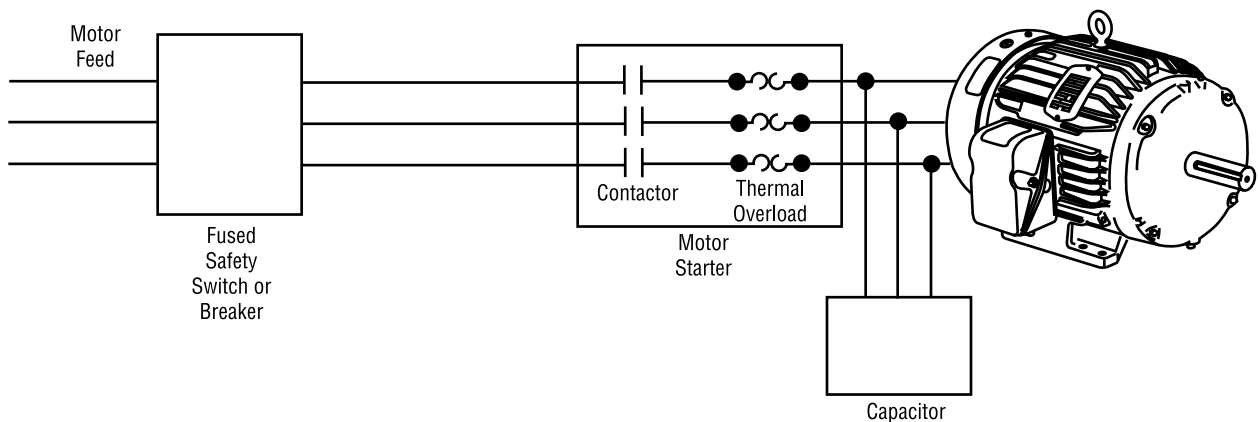 Motor
Feed
Fused
Safety
Switch or
Breaker
Contactor
Thermal
Overload
Motor
Starter
Capacitor